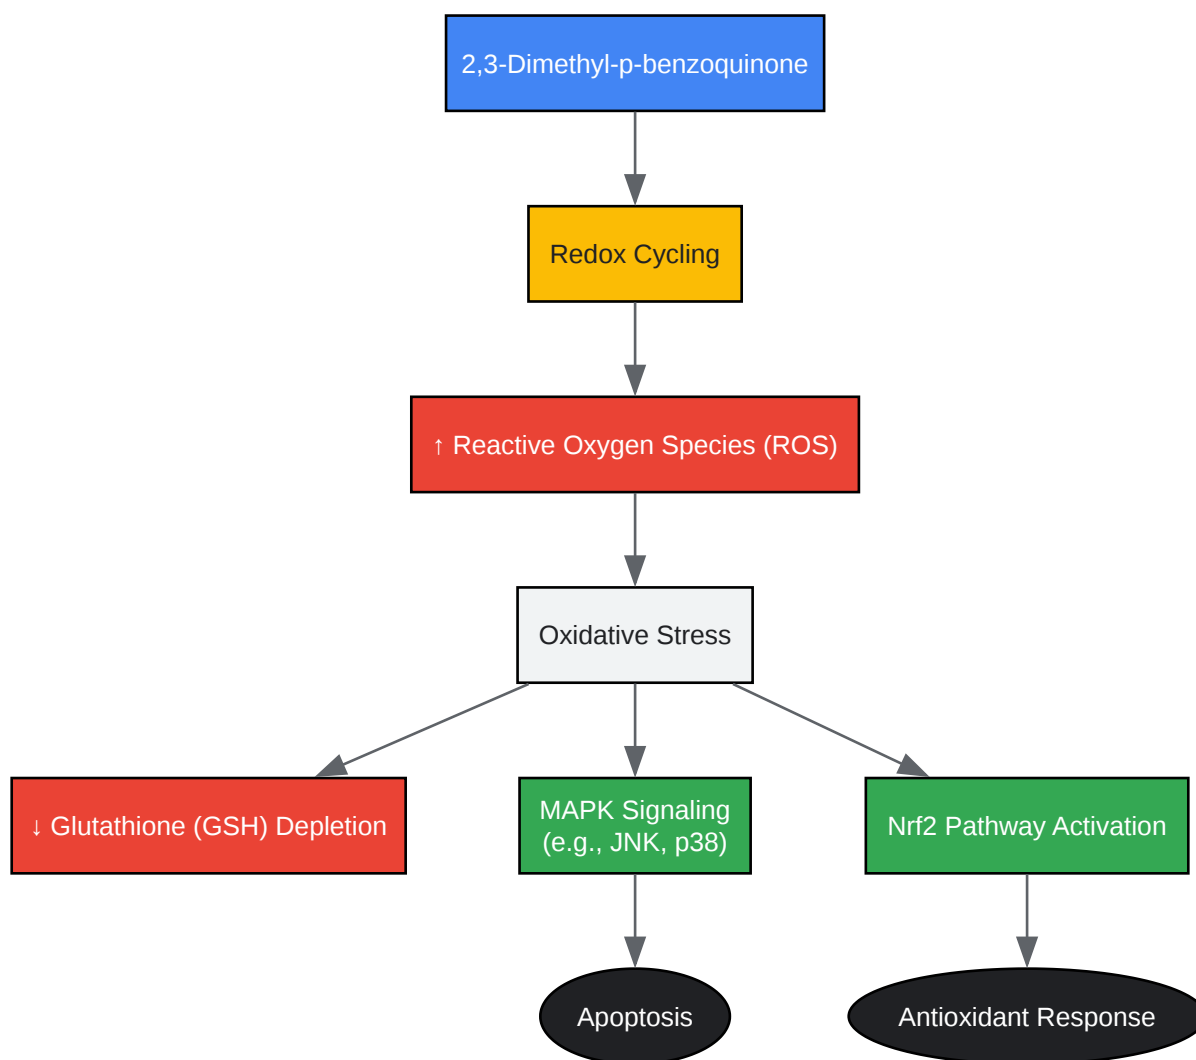 2,3-Dimethyl-p-benzoquinone
Redox Cycling
↑ Reactive Oxygen Species (ROS)
Oxidative Stress
↓ Glutathione (GSH) Depletion
MAPK Signaling
(e.g., JNK, p38)
Nrf2 Pathway Activation
Apoptosis
Antioxidant Response